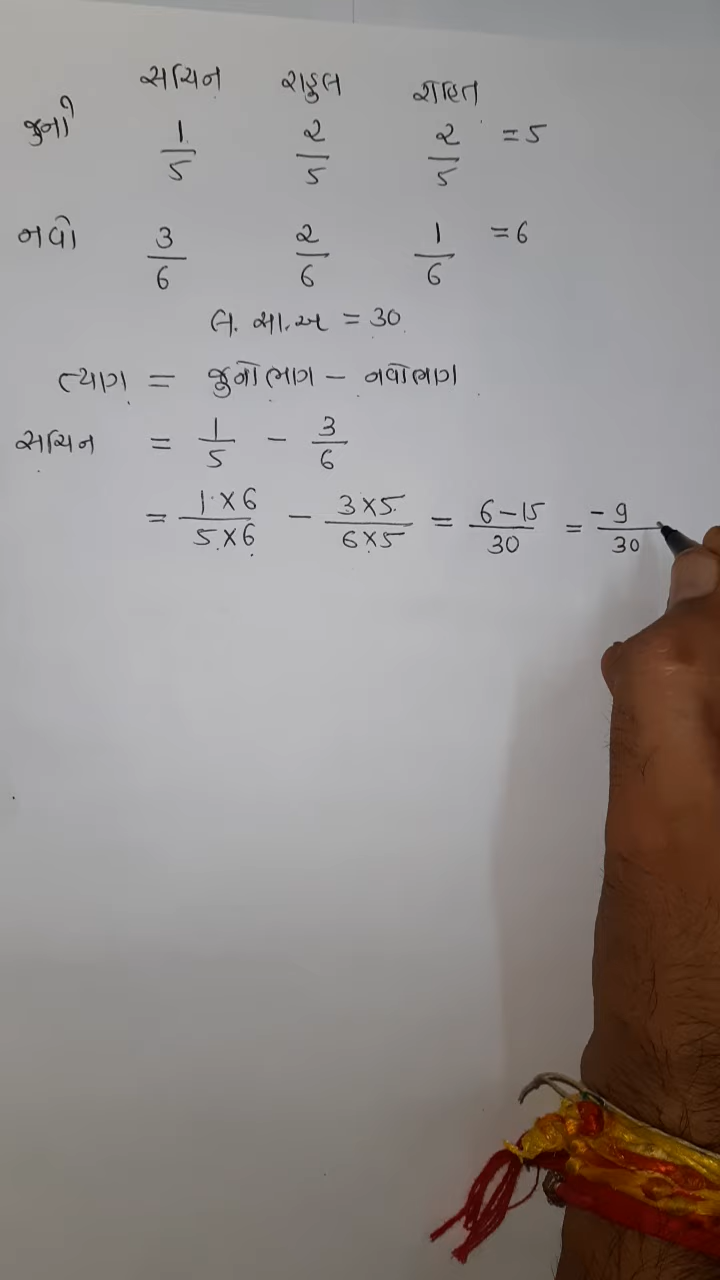 સચિન રાહુલ રોહિત
જુની 1/5 2/5 2/5 = 5
નવો 3/6 2/6 1/6 = 6
લ. સા. અ = 30
ત્યાગ = જુનોભાગ - નવોભાગ
સચિન = 1/5 - 3/6
= 1 × 6/5 × 6 - 3 × 5/6 × 5 = 6 - 15/30 = - 9/30